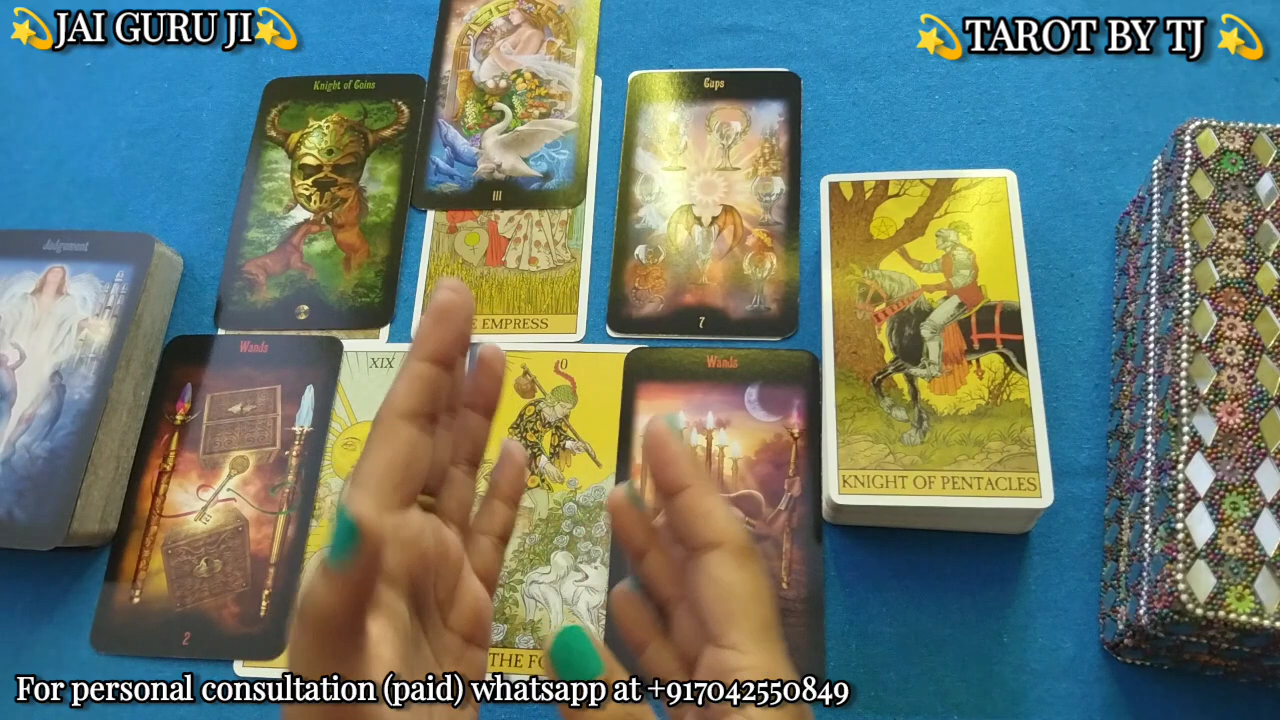 💫JAI GURU JI💫
💫TAROT BY TJ 💫
Knight of Coins
III
E EMPRESS
Cups
7
KNIGHT OF PENTACLES
Judgement
Wands
2
XIX
0
THE FO
Wands
For personal consultation (paid) whatsapp at +917042550849